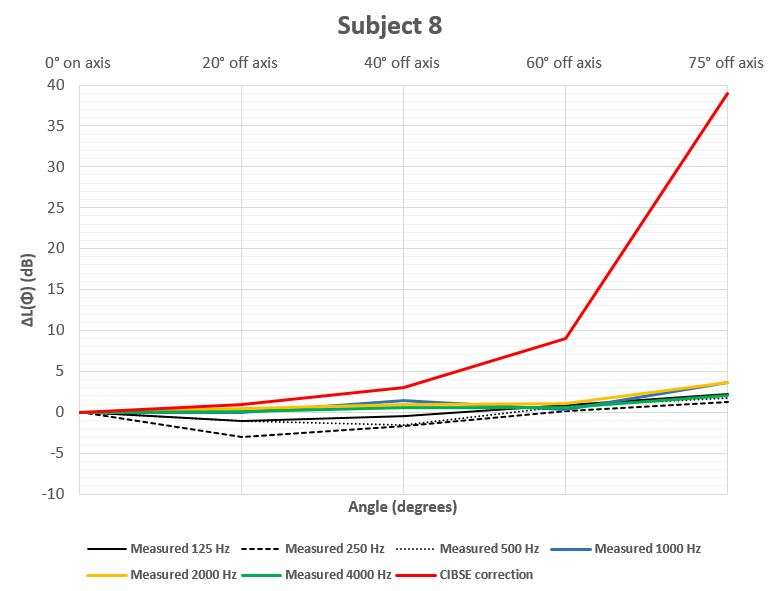 Subject 8
0° on axis 20° off axis 40° off axis 60° off axis 75° off axis
40
35
30
25
20
15
10
5
0
-5
-10
ΔL(Φ) (dB)
Angle (degrees)
Measured 125 Hz Measured 250 Hz Measured 500 Hz Measured 1000 Hz
Measured 2000 Hz Measured 4000 Hz CIBSE correction